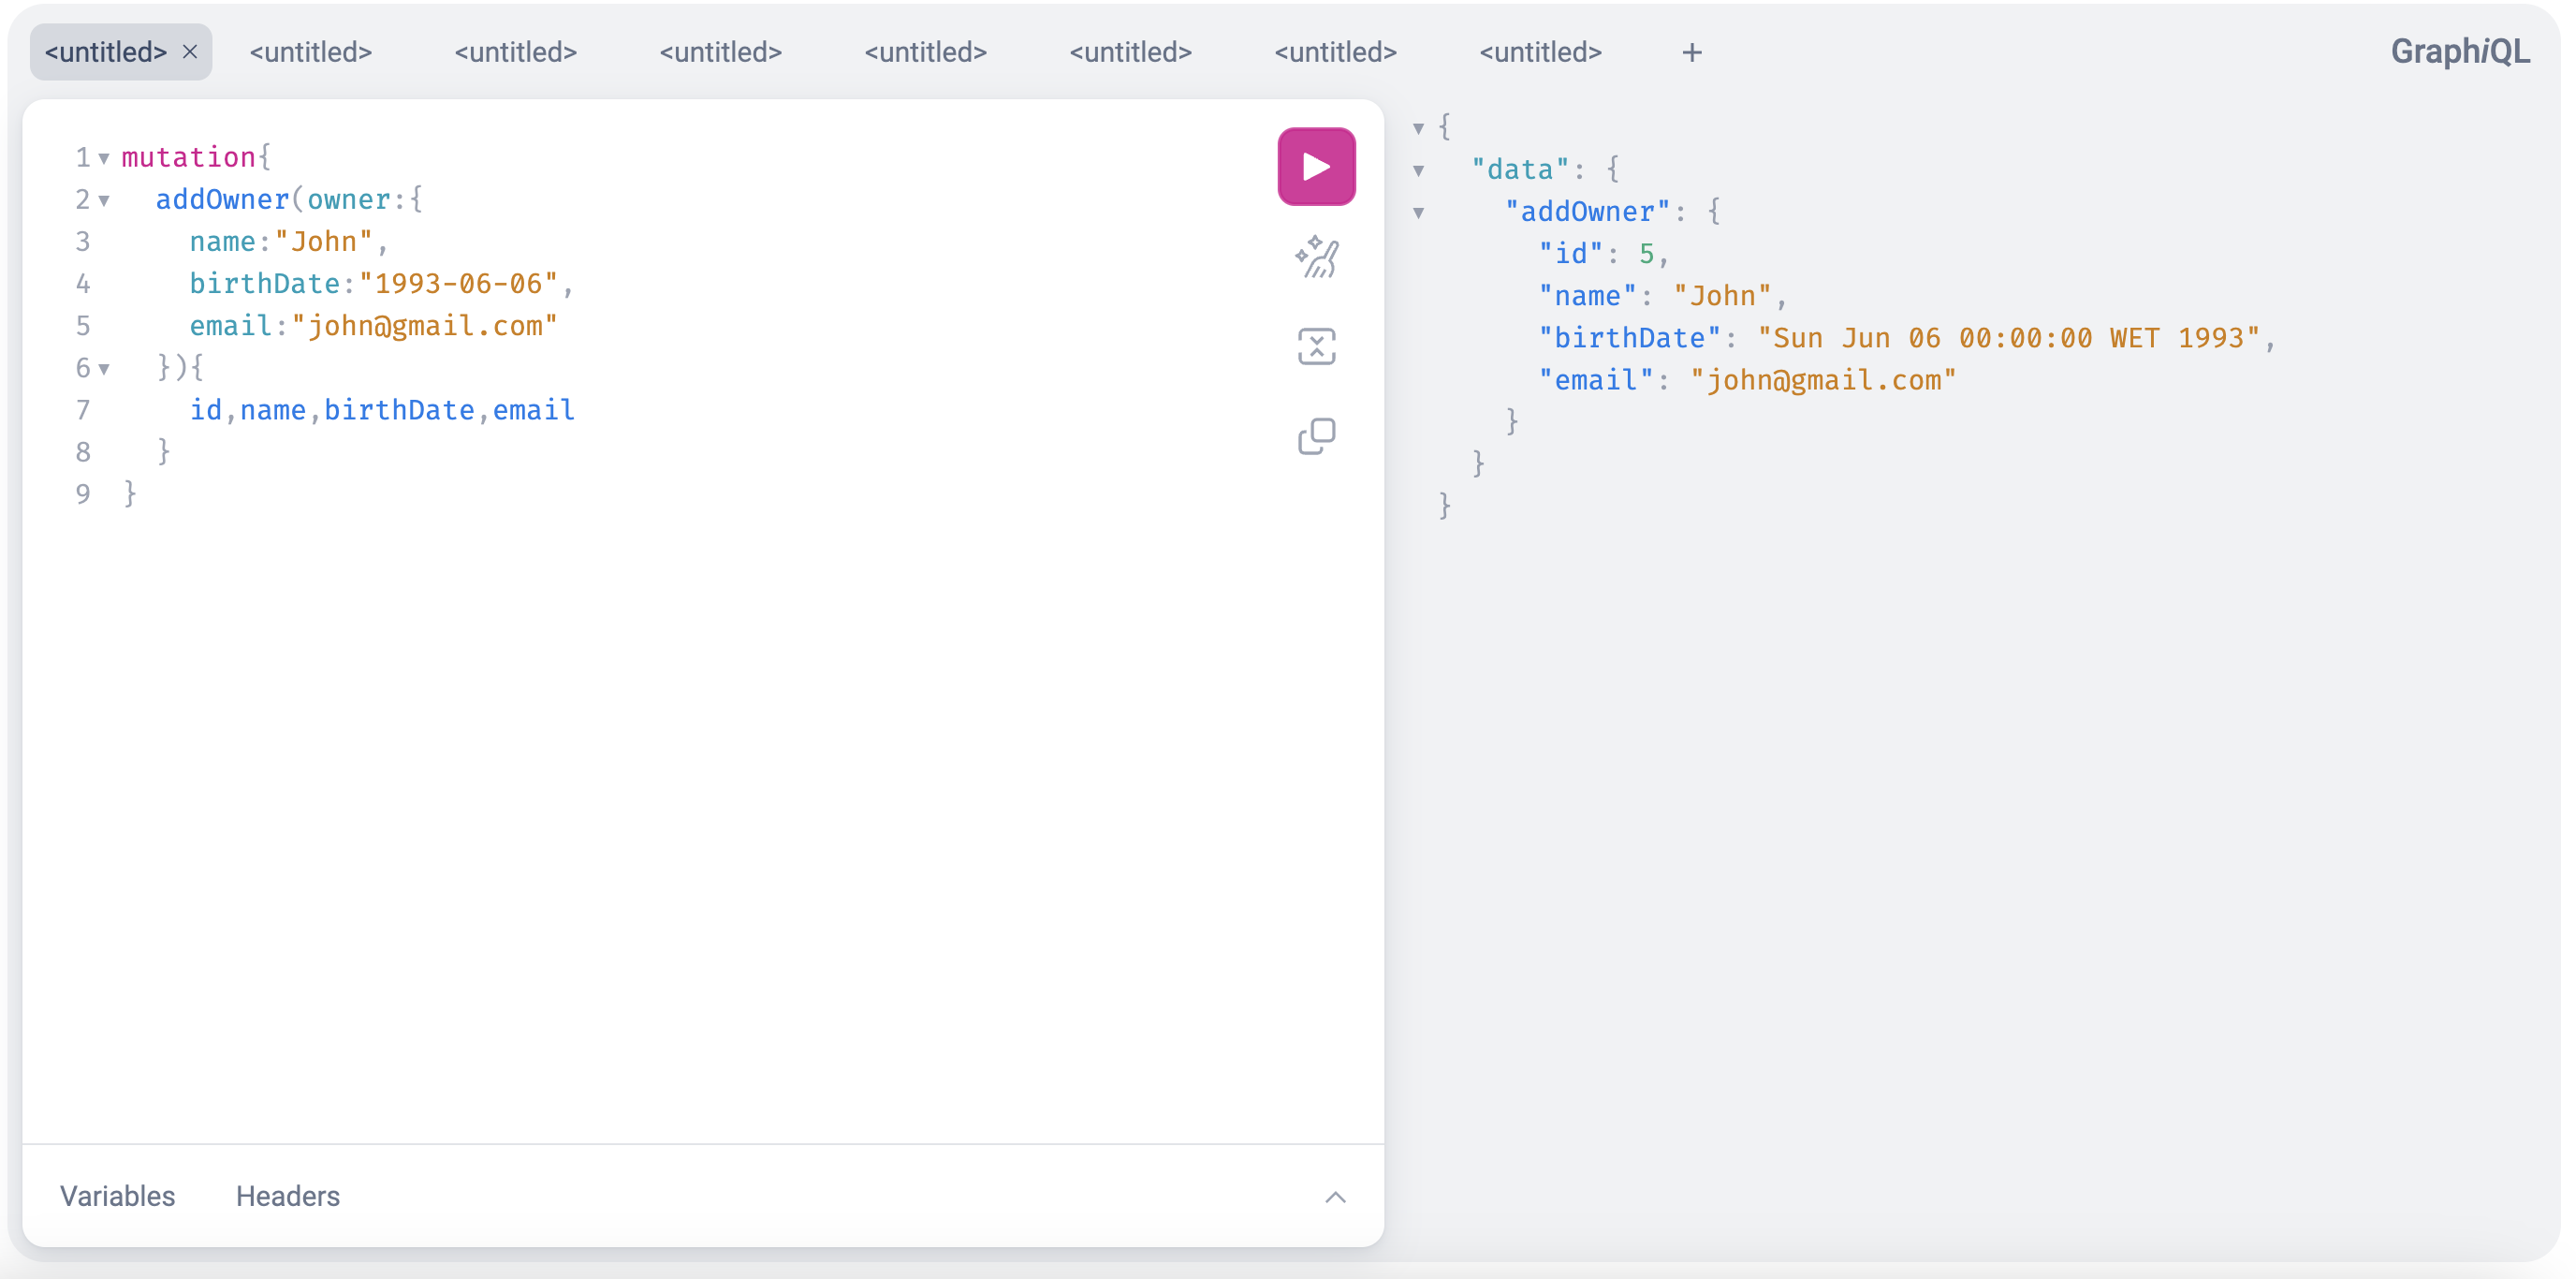 <untitled> <untitled> <untitled> <untitled> <untitled> <untitled> <untitled> <untitled> + GraphiQL
1 mutation{
2 addOwner(owner:{
3 name:"John",
4 birthDate:"1993-06-06",
5 email:"john@gmail.com"
6 }){
7 id,name,birthDate,email
8 }
9 }
{
"data": {
"addOwner": {
"id": 5,
"name": "John",
"birthDate": "Sun Jun 06 00:00:00 WET 1993",
"email": "john@gmail.com"
}
}
}
Variables Headers